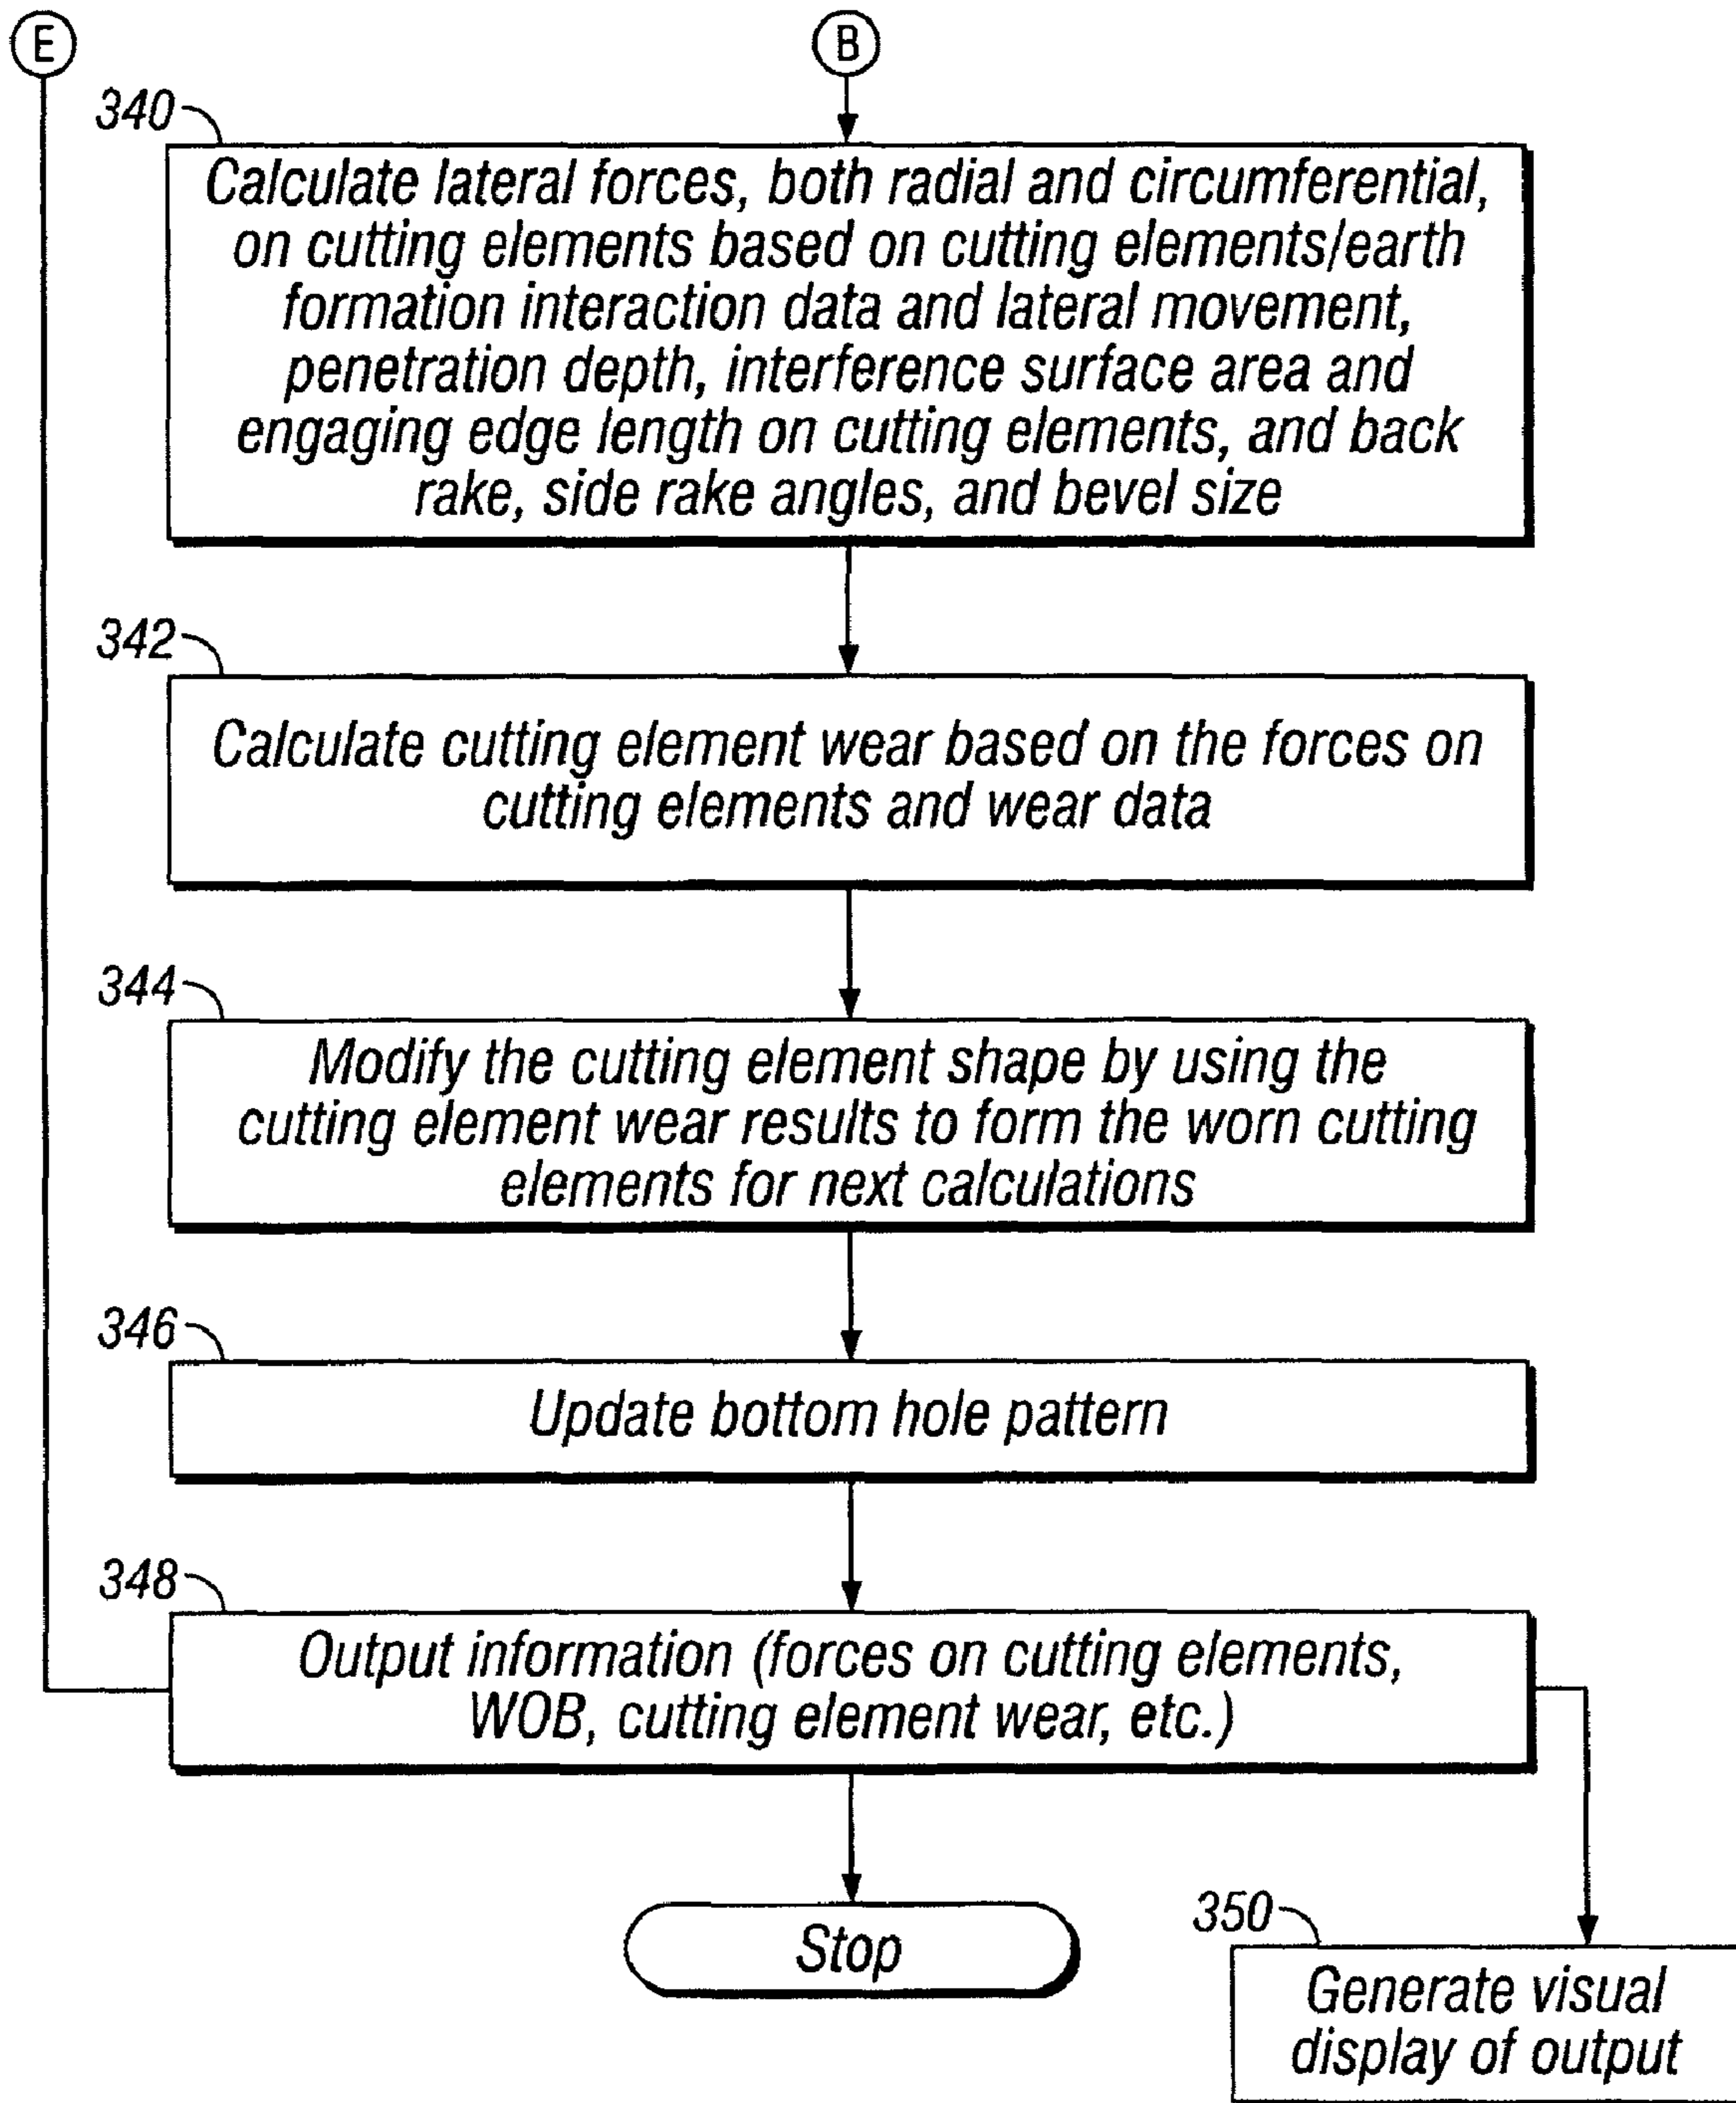 E
B
340
Calculate lateral forces, both radial and circumferential,
on cutting elements based on cutting elements/earth
formation interaction data and lateral movement,
penetration depth, interference surface area and
engaging edge length on cutting elements, and back
rake, side rake angles, and bevel size
342
Calculate cutting element wear based on the forces on
cutting elements and wear data
344
Modify the cutting element shape by using the
cutting element wear results to form the worn cutting
elements for next calculations
346
Update bottom hole pattern
348
Output information (forces on cutting elements,
WOB, cutting element wear, etc.)
Stop
350
Generate visual
display of output